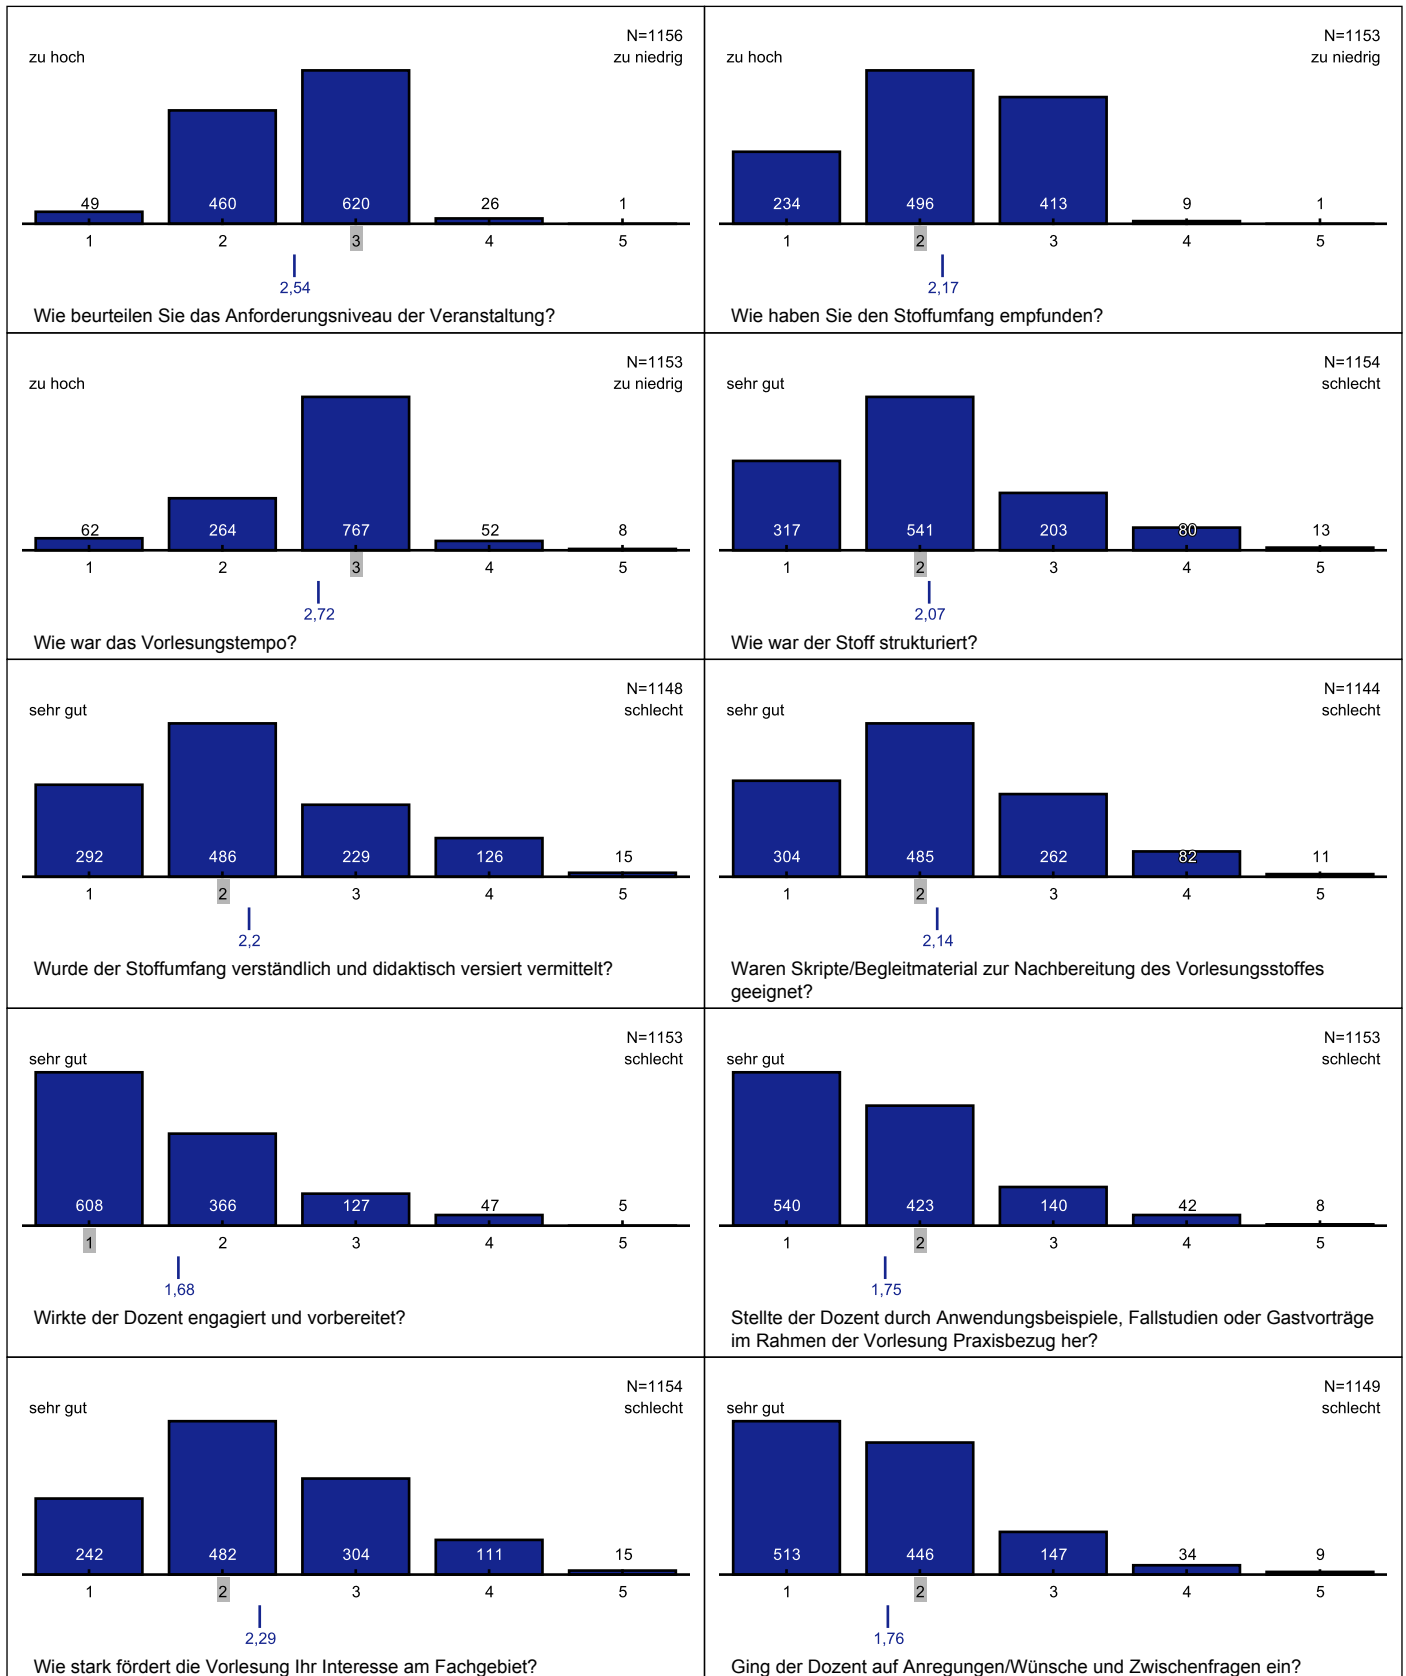 N=1156
zu hoch zu niedrig
49 460 620 26 1
1 2 3 4 5
2,54
Wie beurteilen Sie das Anforderungsniveau der Veranstaltung?
N=1153
zu hoch zu niedrig
234 496 413 9 1
1 2 3 4 5
2,17
Wie haben Sie den Stoffumfang empfunden?
N=1153
zu hoch zu niedrig
62 264 767 52 8
1 2 3 4 5
2,72
Wie war das Vorlesungstempo?
N=1154
sehr gut schlecht
317 541 203 80 13
1 2 3 4 5
2,07
Wie war der Stoff strukturiert?
N=1148
sehr gut schlecht
292 486 229 126 15
1 2 3 4 5
2,2
Wurde der Stoffumfang verständlich und didaktisch versiert vermittelt?
N=1144
sehr gut schlecht
304 485 262 82 11
1 2 3 4 5
2,14
Waren Skripte/Begleitmaterial zur Nachbereitung des Vorlesungsstoffes
geeignet?
N=1153
sehr gut schlecht
608 366 127 47 5
1 2 3 4 5
1,68
Wirkte der Dozent engagiert und vorbereitet?
N=1153
sehr gut schlecht
540 423 140 42 8
1 2 3 4 5
1,75
Stellte der Dozent durch Anwendungsbeispiele, Fallstudien oder Gastvorträge
im Rahmen der Vorlesung Praxisbezug her?
N=1154
sehr gut schlecht
242 482 304 111 15
1 2 3 4 5
2,29
Wie stark fördert die Vorlesung Ihr Interesse am Fachgebiet?
N=1149
sehr gut schlecht
513 446 147 34 9
1 2 3 4 5
1,76
Ging der Dozent auf Anregungen/Wünsche und Zwischenfragen ein?